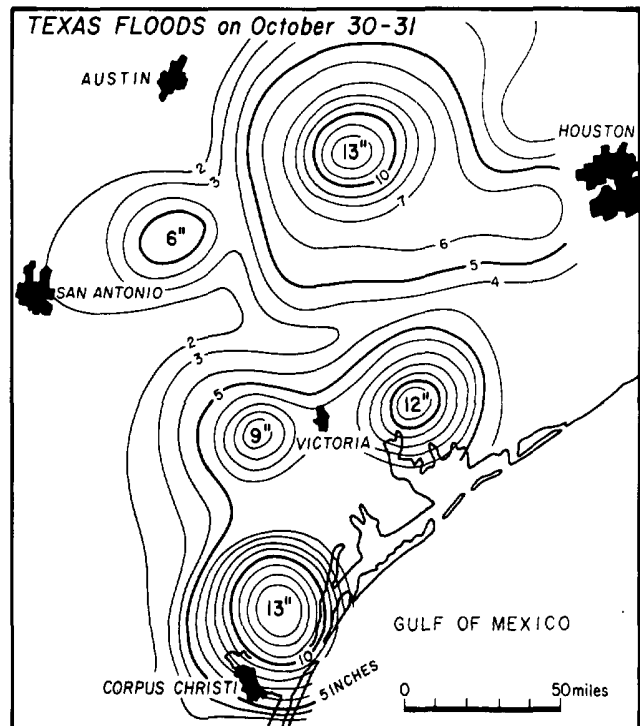 TEXAS FLOODS on October 30-31
AUSTIN
HOUSTON
13"
10
7
2
3
6"
6
5
4
SAN ANTONIO
2
3
5
12"
9"
VICTORIA
13"
10
GULF OF MEXICO
CORPUS CHRISTI
5 INCHES
0 50 miles